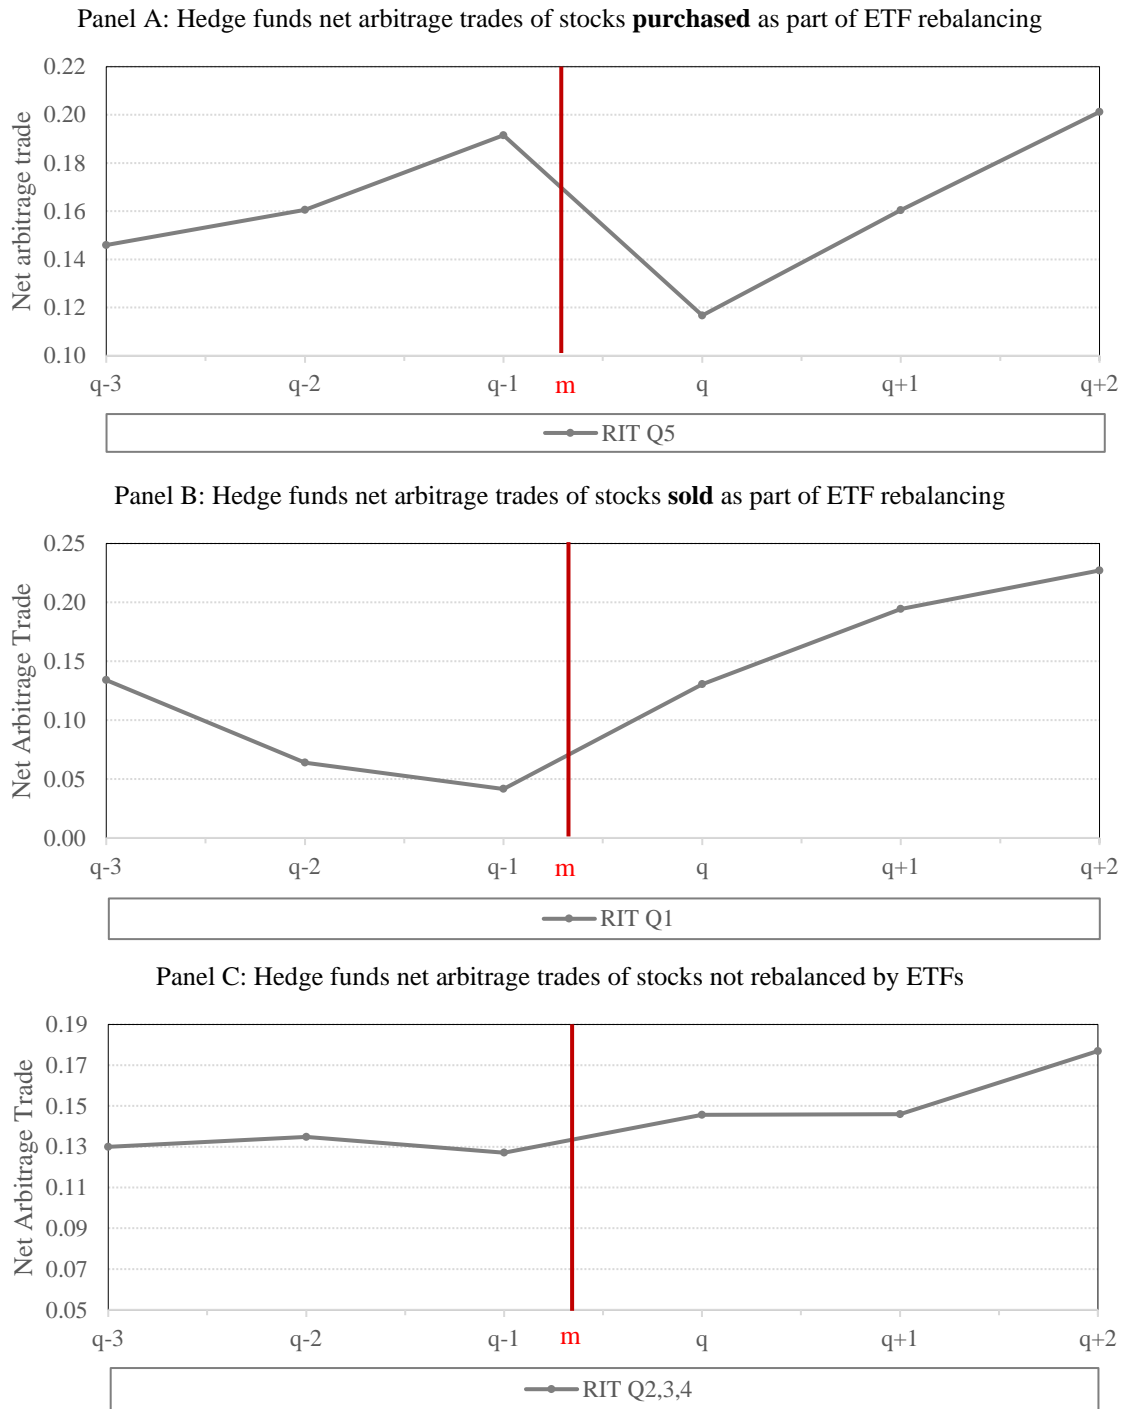 Panel A: Hedge funds net arbitrage trades of stocks purchased as part of ETF rebalancing
Net arbitrage trade
0.22
0.20
0.18
0.16
0.14
0.12
0.10
q-3 q-2 q-1 m q q+1 q+2
RIT Q5
Panel B: Hedge funds net arbitrage trades of stocks sold as part of ETF rebalancing
Net Arbitrage Trade
0.25
0.20
0.15
0.10
0.05
0.00
q-3 q-2 q-1 m q q+1 q+2
RIT Q1
Panel C: Hedge funds net arbitrage trades of stocks not rebalanced by ETFs
Net Arbitrage Trade
0.19
0.17
0.15
0.13
0.11
0.09
0.07
0.05
q-3 q-2 q-1 m q q+1 q+2
RIT Q2,3,4